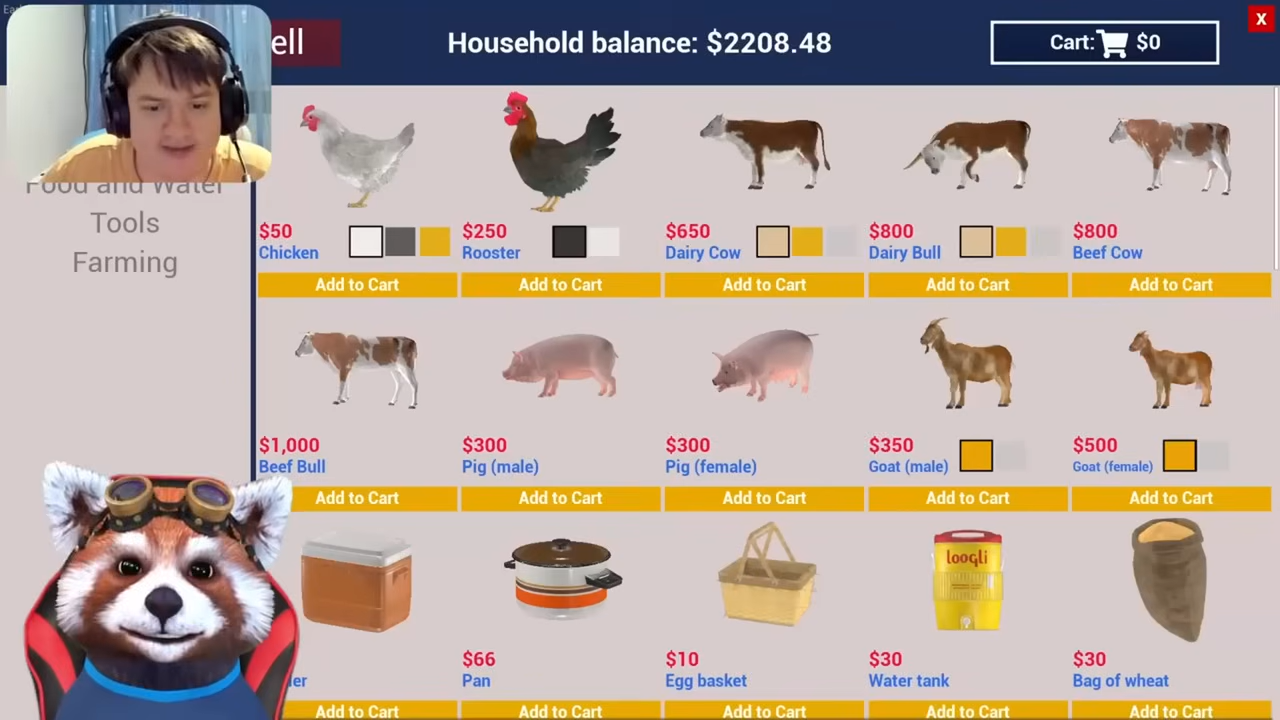 ell
Household balance: $2208.48
Cart: $0
X
Food and Water
Tools
Farming
$50
Chicken
Add to Cart
$250
Rooster
Add to Cart
$650
Dairy Cow
Add to Cart
$800
Dairy Bull
Add to Cart
$800
Beef Cow
Add to Cart
$1,000
Beef Bull
Add to Cart
$300
Pig (male)
Add to Cart
$300
Pig (female)
Add to Cart
$350
Goat (male)
Add to Cart
$500
Goat (female)
Add to Cart
ler
$66
Pan
Add to Cart
$10
Egg basket
Add to Cart
loogli
$30
Water tank
Add to Cart
$30
Bag of wheat
Add to Cart
Add to Cart